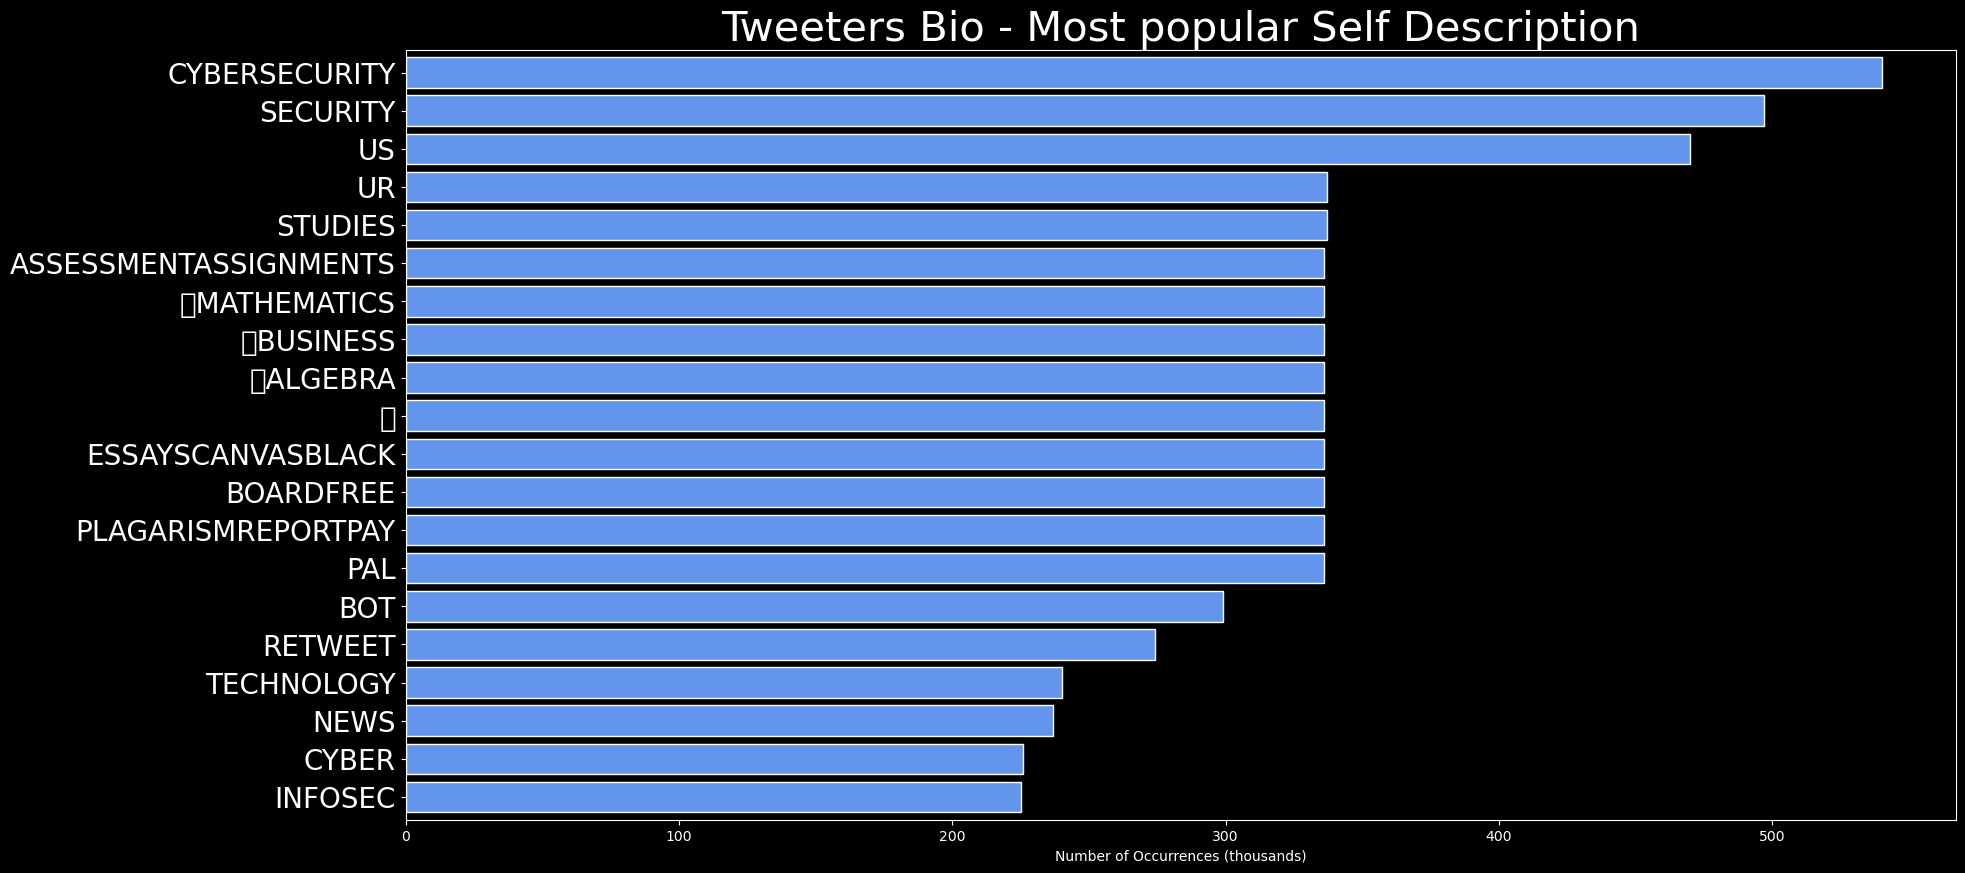 Tweeters Bio - Most popular Self Description
CYBERSECURITY
SECURITY
US
UR
STUDIES
ASSESSMENTASSIGNMENTS
▯MATHEMATICS
▯BUSINESS
▯ALGEBRA
▯
ESSAYSCANVASBLACK
BOARDFREE
PLAGARISMREPORTPAY
PAL
BOT
RETWEET
TECHNOLOGY
NEWS
CYBER
INFOSEC
0 100 200 300 400 500
Number of Occurrences (thousands)